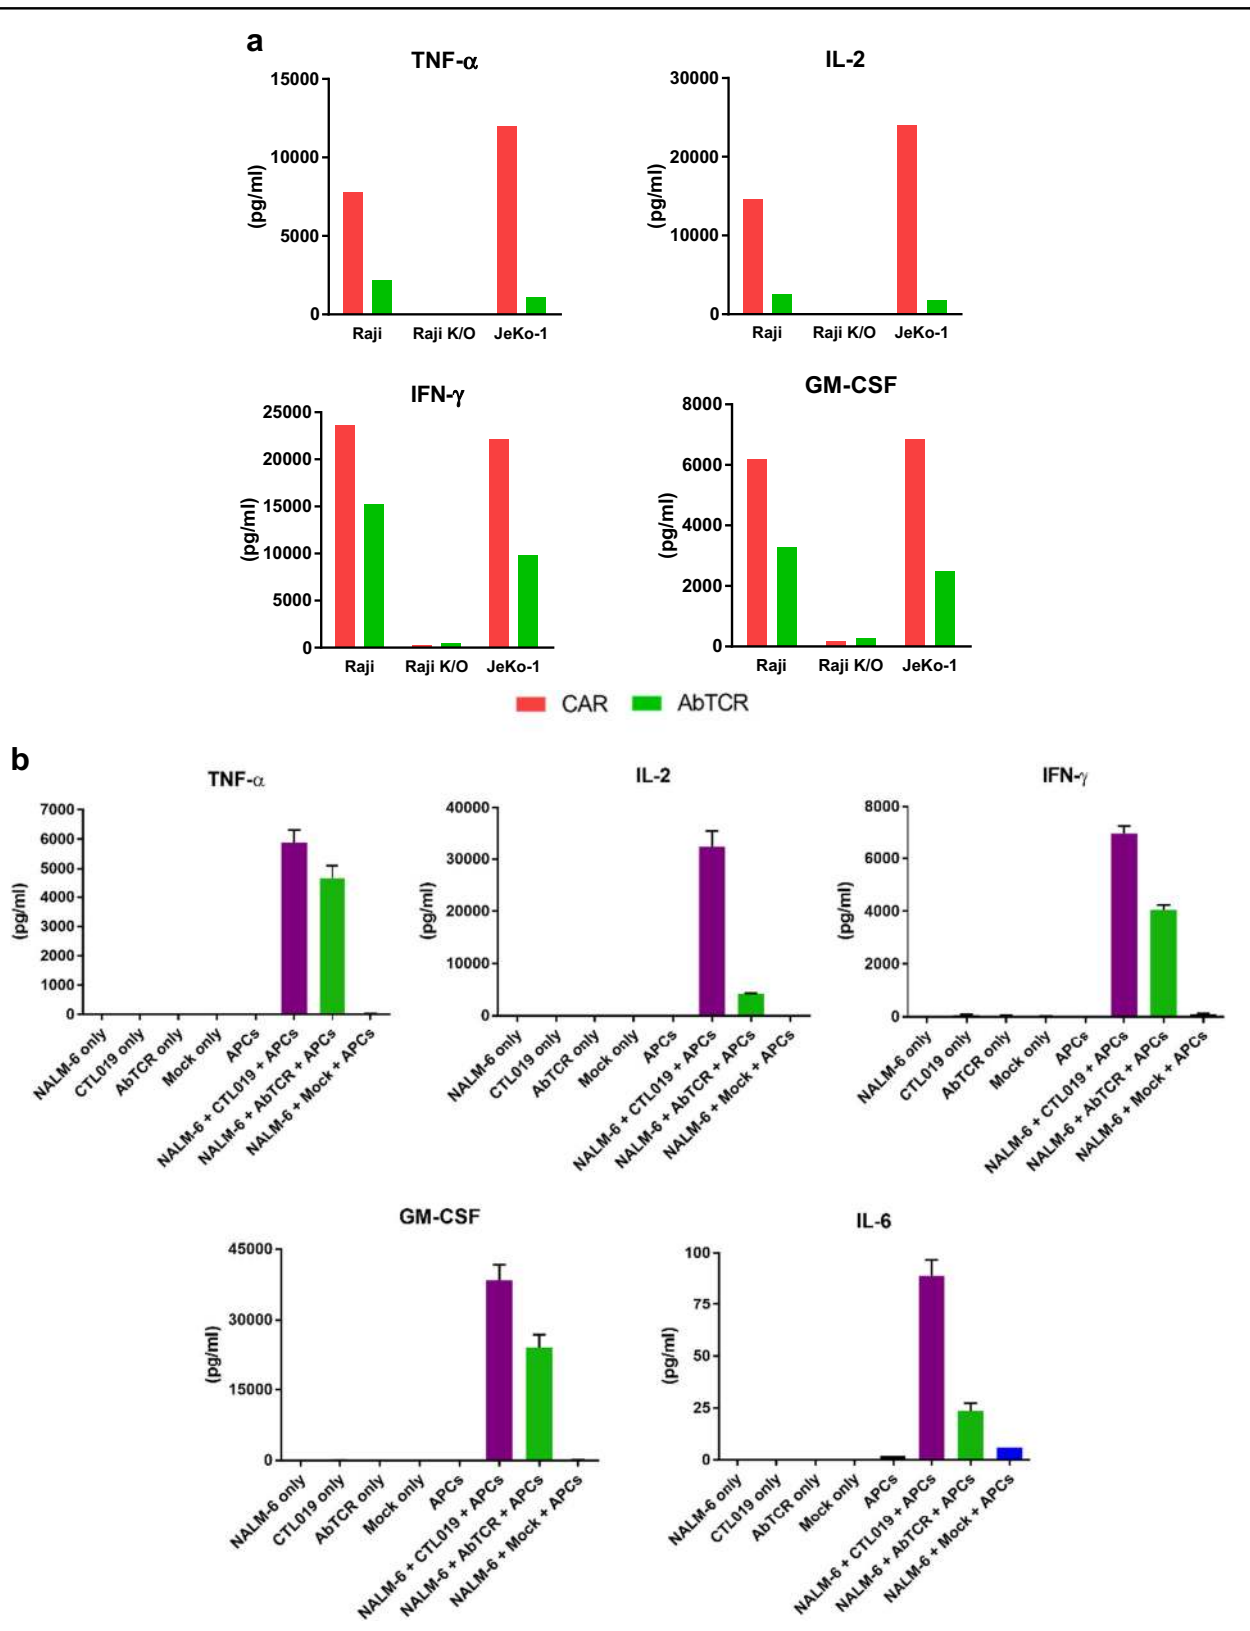 a
TNF-α
15000
10000
5000
0
(pg/ml)
Raji Raji K/O JeKo-1
IL-2
30000
20000
10000
0
(pg/ml)
Raji Raji K/O JeKo-1
IFN-γ
25000
20000
15000
10000
5000
0
(pg/ml)
Raji Raji K/O JeKo-1
GM-CSF
8000
6000
4000
2000
0
(pg/ml)
Raji Raji K/O JeKo-1
CAR AbTCR
b
TNF-α
7000
6000
5000
4000
3000
2000
1000
0
(pg/ml)
NALM-6 only
CTL019 only
AbTCR only
Mock only
APCs
NALM-6 + CTL019 + APCs
NALM-6 + AbTCR + APCs
NALM-6 + Mock + APCs
IL-2
40000
30000
20000
10000
0
(pg/ml)
NALM-6 only
CTL019 only
AbTCR only
Mock only
APCs
NALM-6 + CTL019 + APCs
NALM-6 + AbTCR + APCs
NALM-6 + Mock + APCs
IFN-γ
8000
6000
4000
2000
0
(pg/ml)
NALM-6 only
CTL019 only
AbTCR only
Mock only
APCs
NALM-6 + CTL019 + APCs
NALM-6 + AbTCR + APCs
NALM-6 + Mock + APCs
GM-CSF
45000
30000
15000
0
(pg/ml)
NALM-6 only
CTL019 only
AbTCR only
Mock only
APCs
NALM-6 + CTL019 + APCs
NALM-6 + AbTCR + APCs
NALM-6 + Mock + APCs
IL-6
100
75
50
25
0
(pg/ml)
NALM-6 only
CTL019 only
AbTCR only
Mock only
APCs
NALM-6 + CTL019 + APCs
NALM-6 + AbTCR + APCs
NALM-6 + Mock + APCs